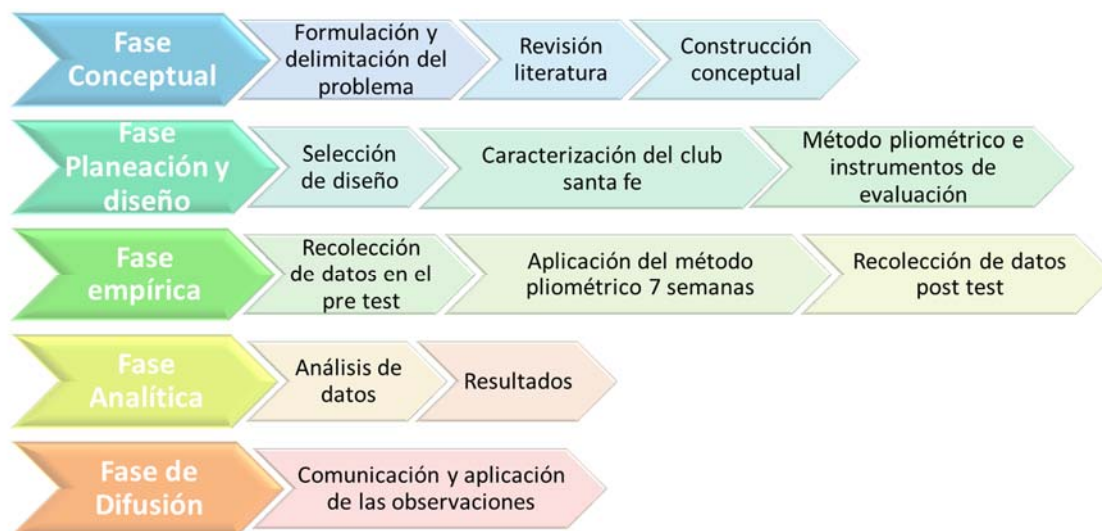 Fase
Conceptual
Formulación y
delimitación del
problema
Revisión
literatura
Construcción
conceptual
Fase
Planeación y
diseño
Selección
de diseño
Caracterización del club
santa fe
Método pliométrico e
instrumentos de
evaluación
Fase
empírica
Recolección
de datos en el
pre test
Aplicación del método
pliométrico 7 semanas
Recolección de datos
post test
Fase
Analítica
Análisis de
datos
Resultados
Fase de
Difusión
Comunicación y aplicación
de las observaciones